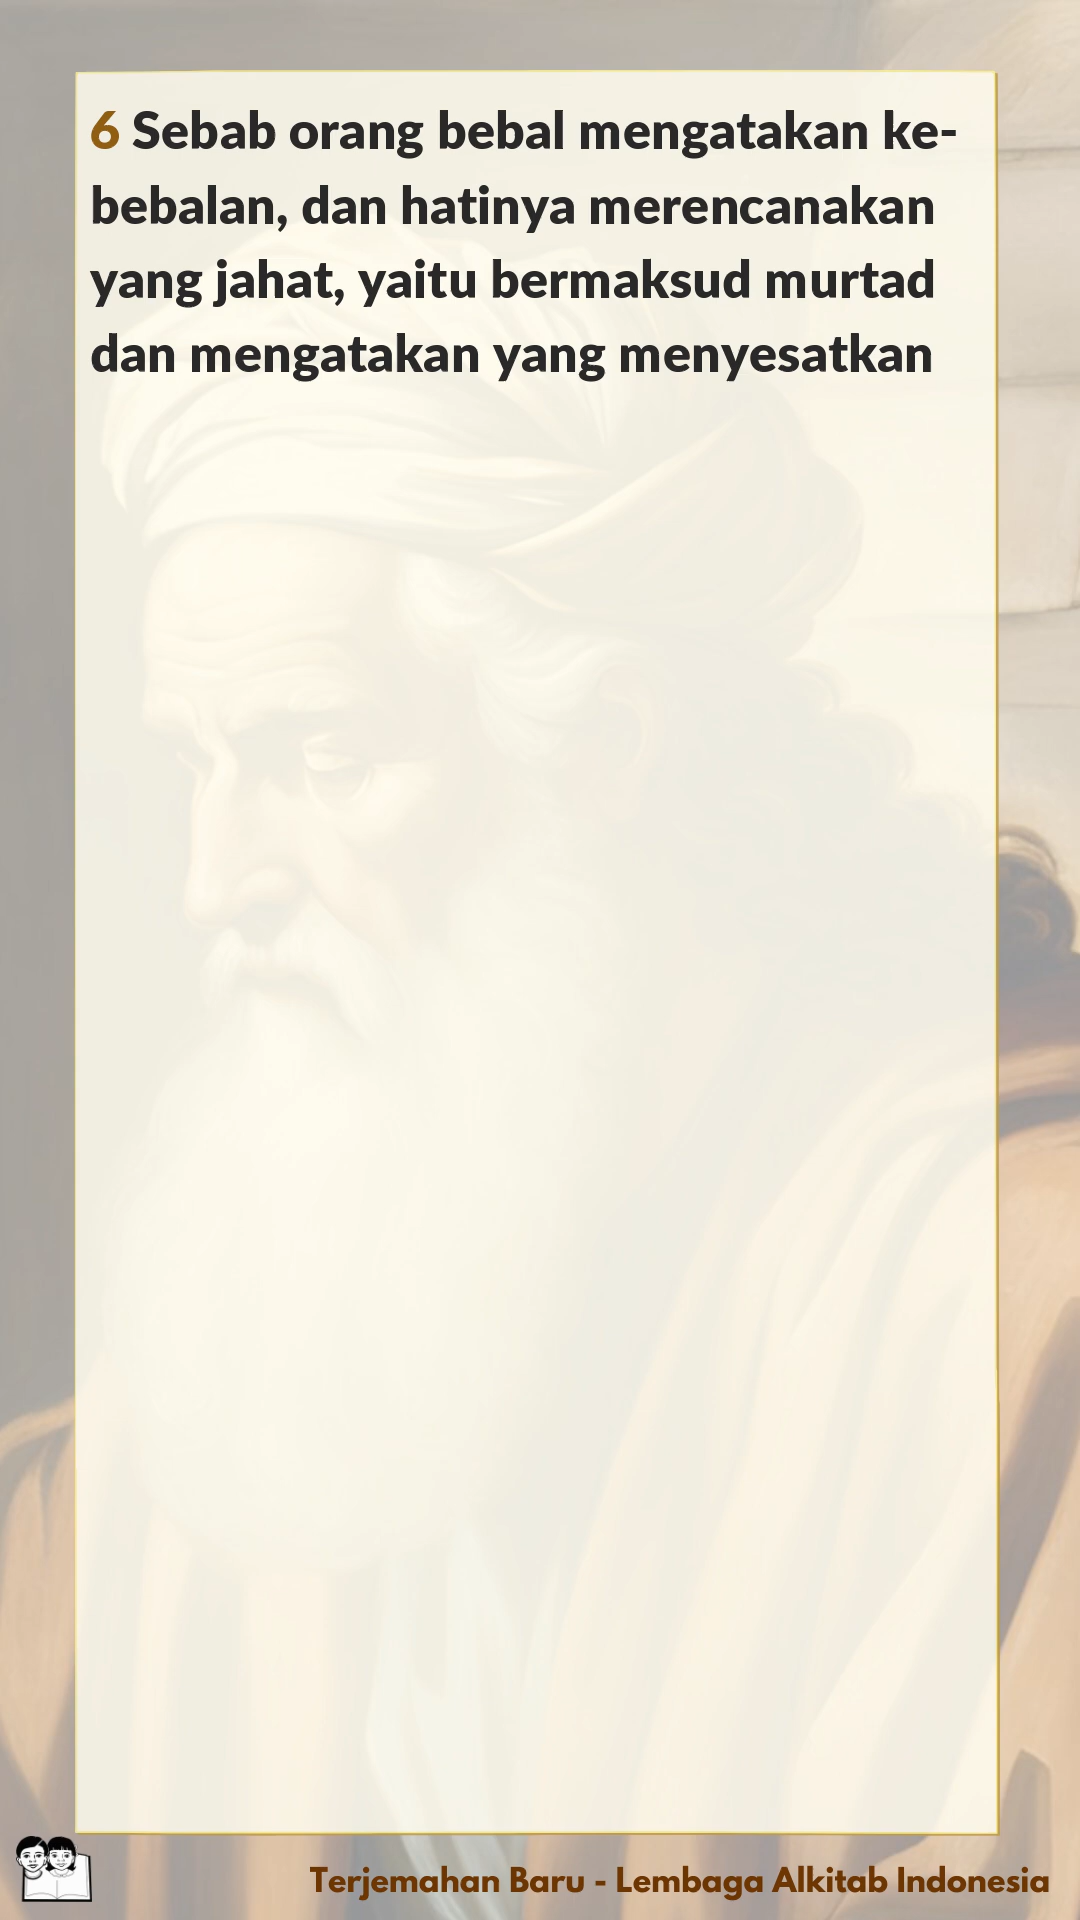 6 Sebab orang bebal mengatakan ke-
bebalan, dan hatinya merencanakan
yang jahat, yaitu bermaksud murtad
dan mengatakan yang menyesatkan
Terjemahan Baru - Lembaga Alkitab Indonesia